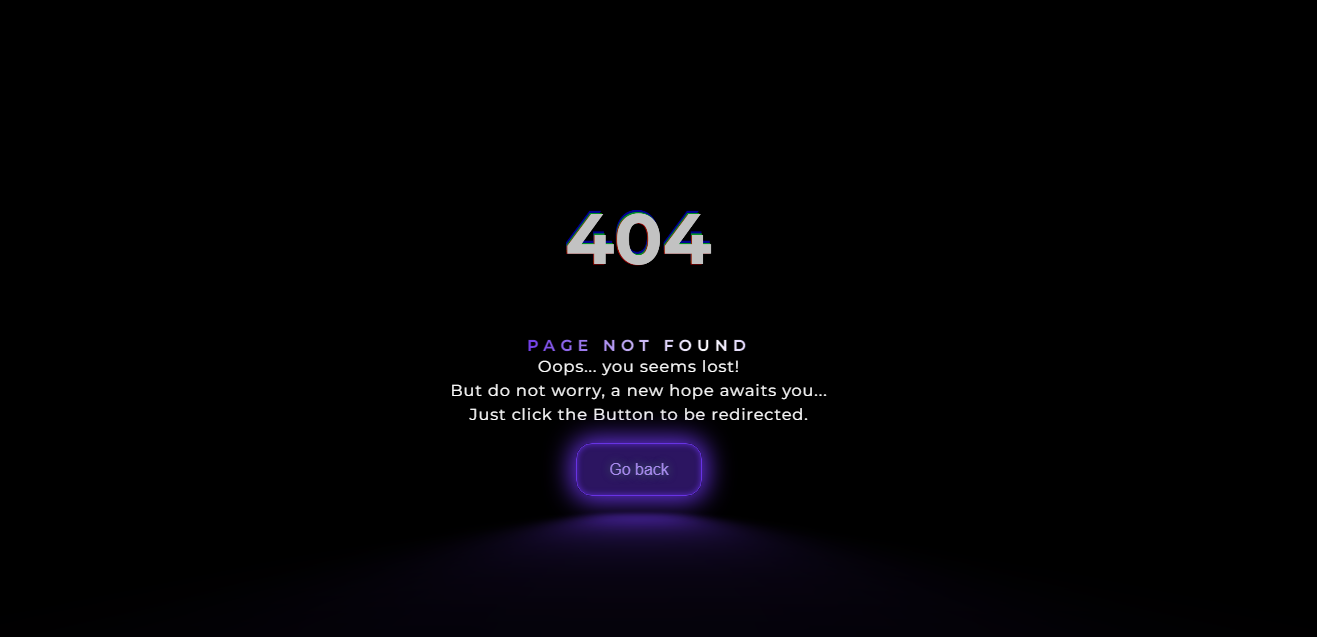 404
PAGE NOT FOUND
Oops... you seems lost!
But do not worry, a new hope awaits you...
Just click the Button to be redirected.
Go back